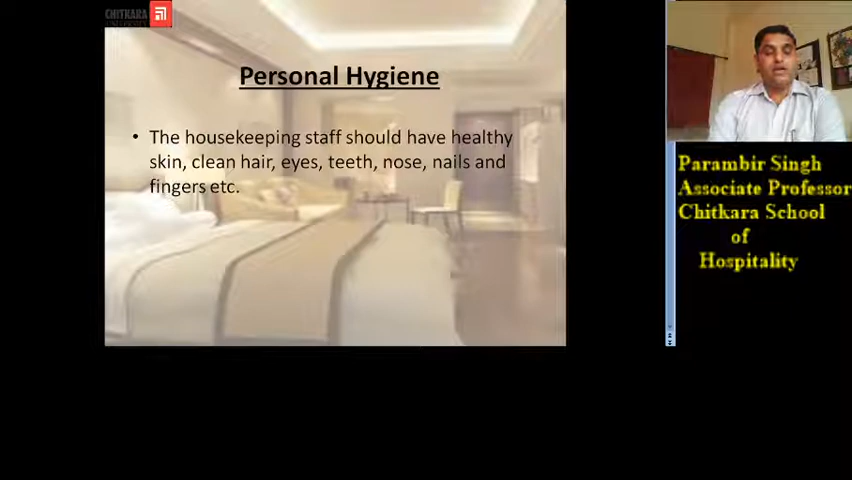 CHITKARA
UNIVERSITY
Personal Hygiene
• The housekeeping staff should have healthy
skin, clean hair, eyes, teeth, nose, nails and
fingers etc.
Parambir Singh
Associate Professor
Chitkara School
of
Hospitality